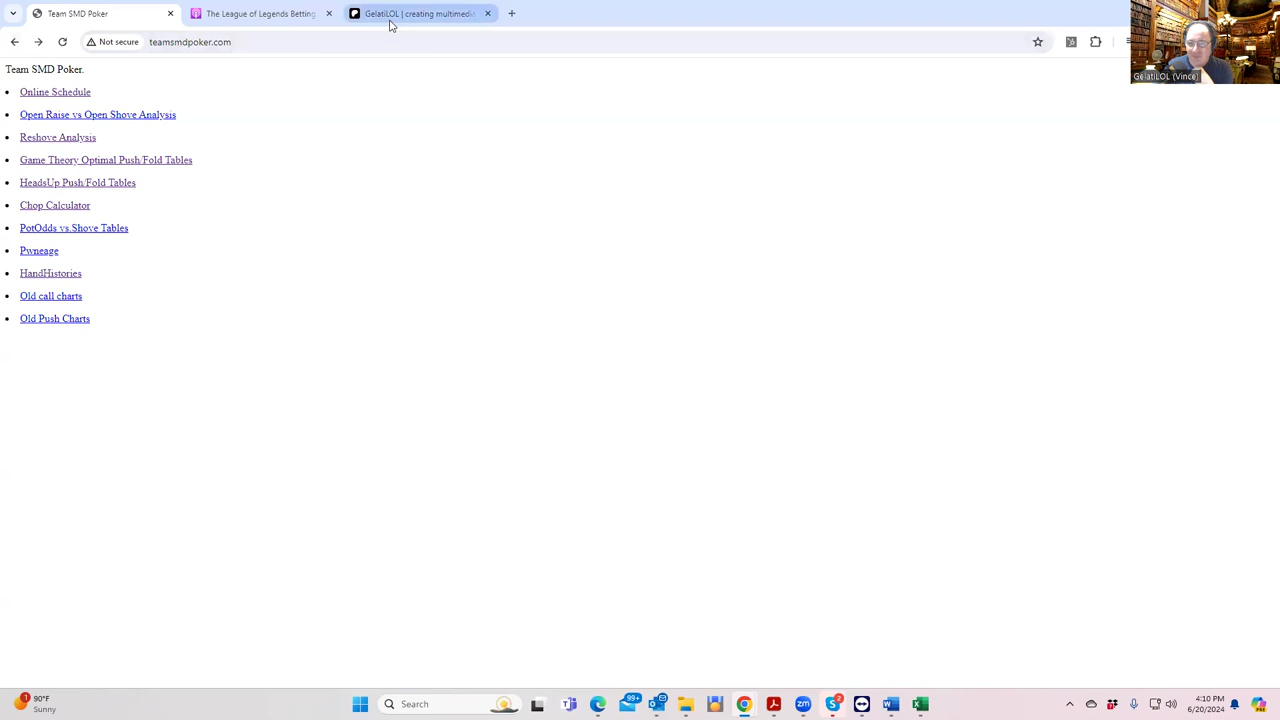 Team SMD Poker
The League of Legends Betting
GelatiLOL | creating multimedi
Not secure
teamsmdpoker.com
GelatiLOL (Vince)
Team SMD Poker.
Online Schedule
Open Raise vs Open Shove Analysis
Reshove Analysis
Game Theory Optimal Push/Fold Tables
HeadsUp Push/Fold Tables
Chop Calculator
PotOdds vs.Shove Tables
Pwneage
HandHistories
Old call charts
Old Push Charts
1
90°F
Sunny
Search
99+
2
4:10 PM
6/20/2024